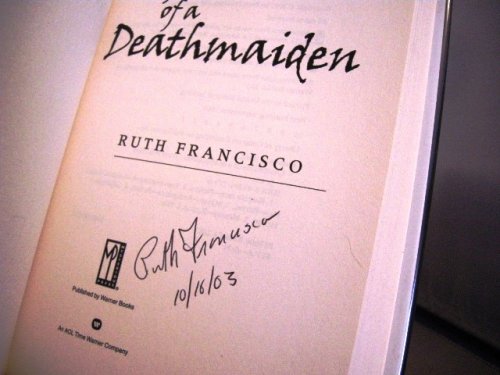 of a
Deathmaiden
RUTH FRANCISCO
Ruth Francisco
10/16/03
Published by Warner Books
An AOL Time Warner Company